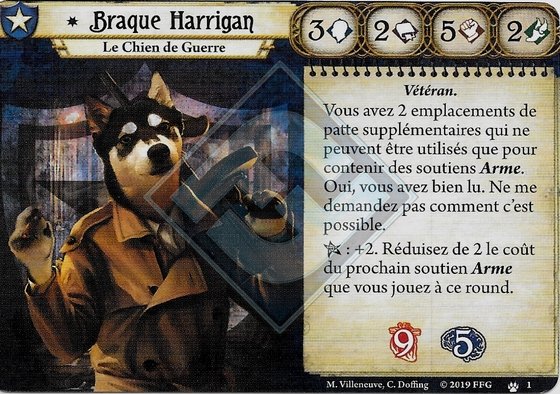 Braque Harrigan
Le Chien de Guerre
3 2 5 2
Vétéran.
Vous avez 2 emplacements de
patte supplémentaires qui ne
peuvent être utilisés que pour
contenir des soutiens Arme.
Oui, vous avez bien lu. Ne me
demandez pas comment c'est
possible.
: +2. Réduisez de 2 le coût
du prochain soutien Arme
que vous jouez à ce round.
9 5
M. Villeneuve, C. Doffing © 2019 FFG 1